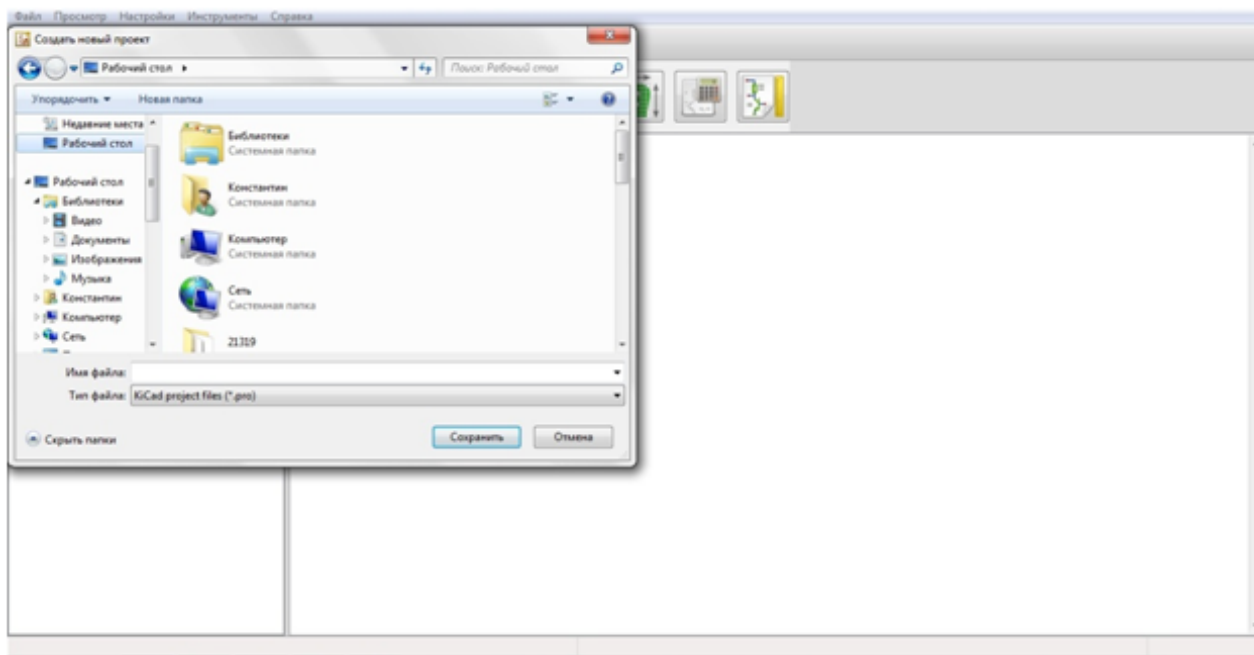 Файл Просмотр Настройки Инструменты Справка
Создать новый проект
Рабочий стол
Поиск: Рабочий стол
Упорядочить Новая папка
Недавние места
Рабочий стол
Рабочий стол
Библиотеки
Видео
Документы
Изображения
Музыка
Константин
Компьютер
Сеть
Библиотеки
Системная папка
Константин
Системная папка
Компьютер
Системная папка
Сеть
Системная папка
21319
Имя файла:
Тип файла: KiCad project files (*.pro)
Скрыть папки
Сохранить Отмена